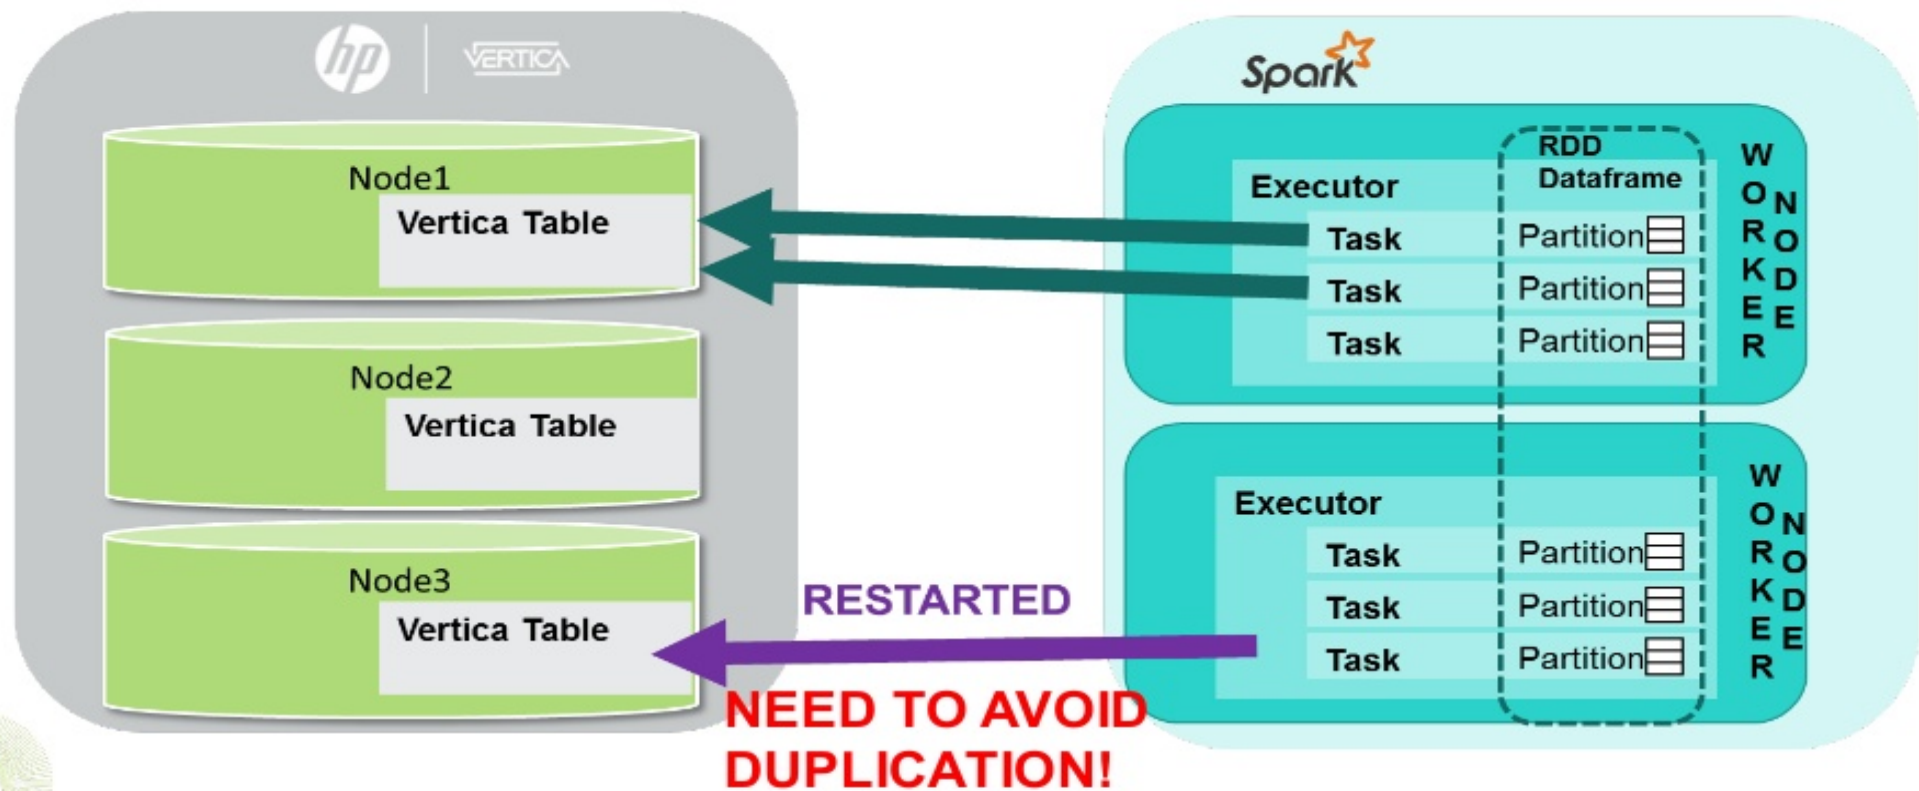 hp
VERTICA
Node1
Vertica Table
Node2
Vertica Table
Node3
Vertica Table
RESTARTED
NEED TO AVOID
DUPLICATION!
Spark
RDD
Dataframe
Executor
Task
Partition
Task
Partition
Task
Partition
WORKER
NODE
Executor
Task
Partition
Task
Partition
Task
Partition
WORKER
NODE